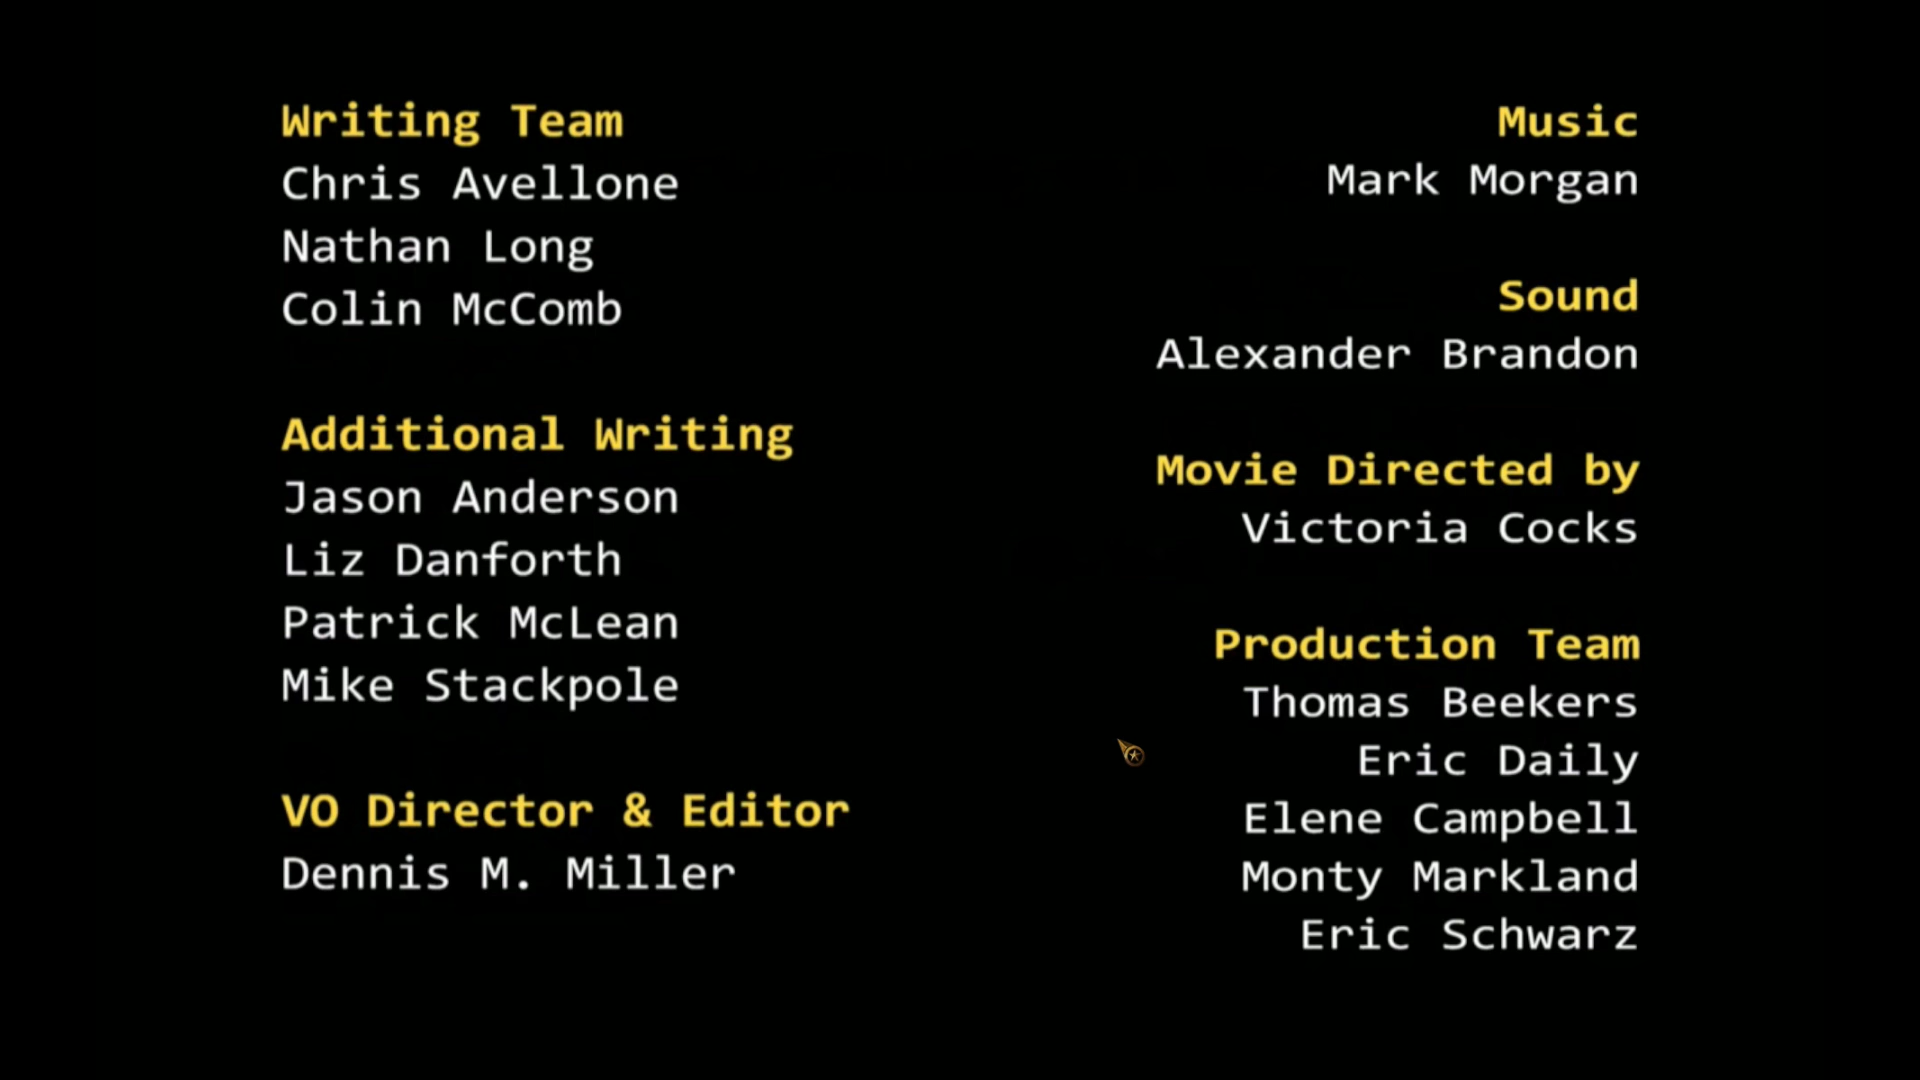 Writing Team
Chris Avellone
Nathan Long
Colin McComb
Additional Writing
Jason Anderson
Liz Danforth
Patrick McLean
Mike Stackpole
VO Director & Editor
Dennis M. Miller
Music
Mark Morgan
Sound
Alexander Brandon
Movie Directed by
Victoria Cocks
Production Team
Thomas Beekers
Eric Daily
Elene Campbell
Monty Markland
Eric Schwarz